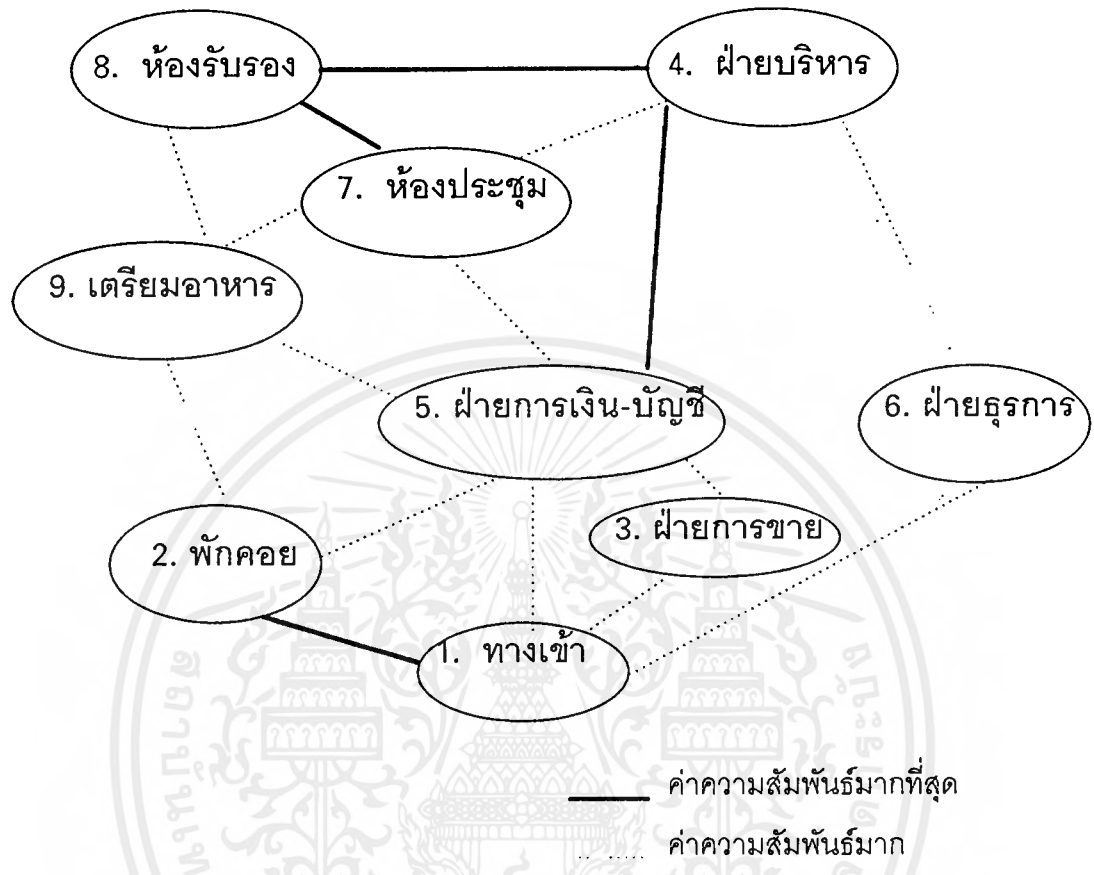 8. ห้องรับรอง
4. ฝ่ายบริหาร
7. ห้องประชุม
9. เตรียมอาหาร
5. ฝ่ายการเงิน-บัญชี
6. ฝ่ายธุรการ
3. ฝ่ายการขาย
2. พักคอย
1. ทางเข้า
ค่าความสัมพันธ์มากที่สุด
ค่าความสัมพันธ์มาก